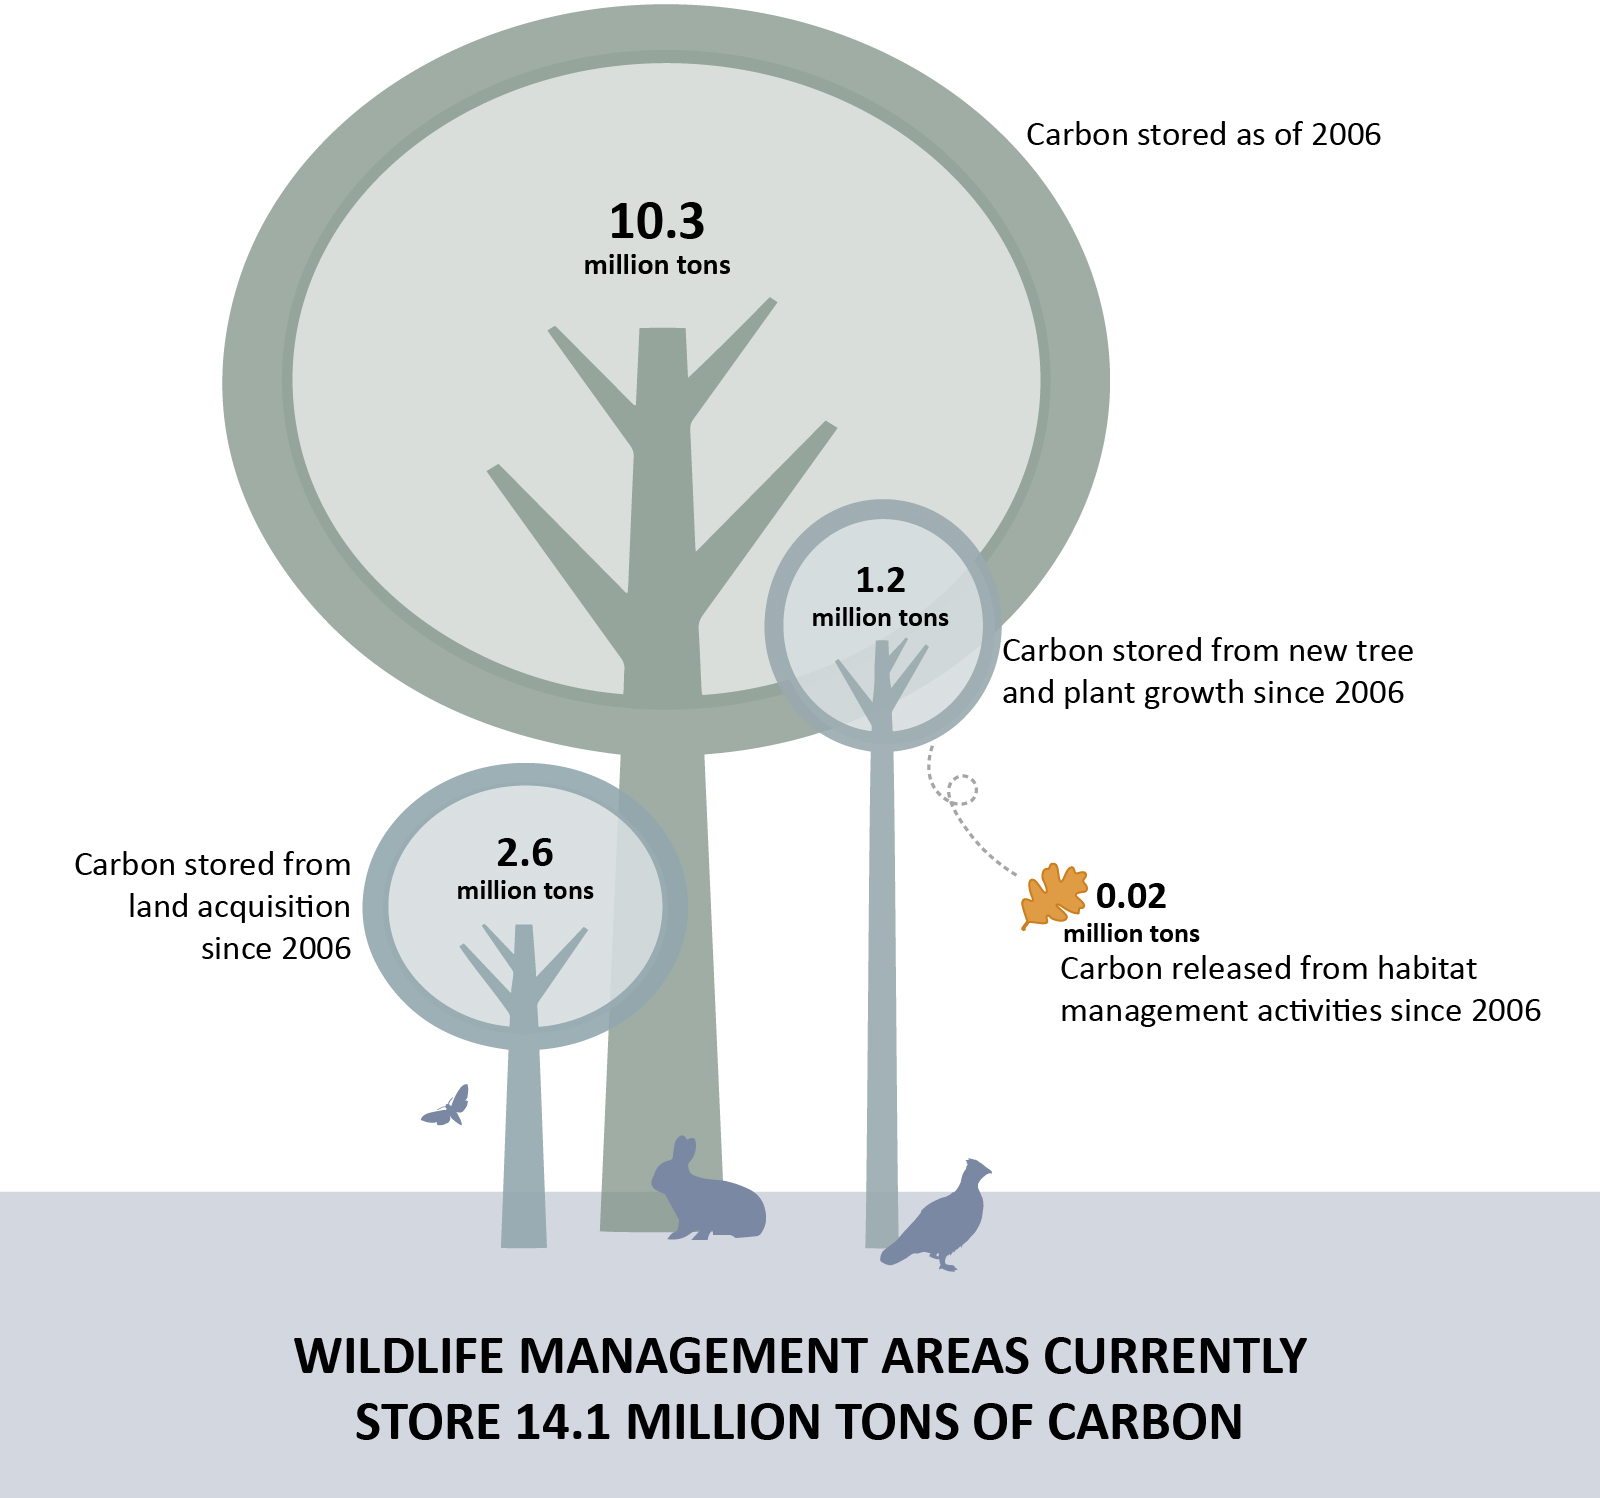 Carbon stored as of 2006
10.3
million tons
1.2
million tons
Carbon stored from new tree
and plant growth since 2006
2.6
million tons
Carbon stored from
land acquisition
since 2006
0.02
million tons
Carbon released from habitat
management activities since 2006
WILDLIFE MANAGEMENT AREAS CURRENTLY
STORE 14.1 MILLION TONS OF CARBON